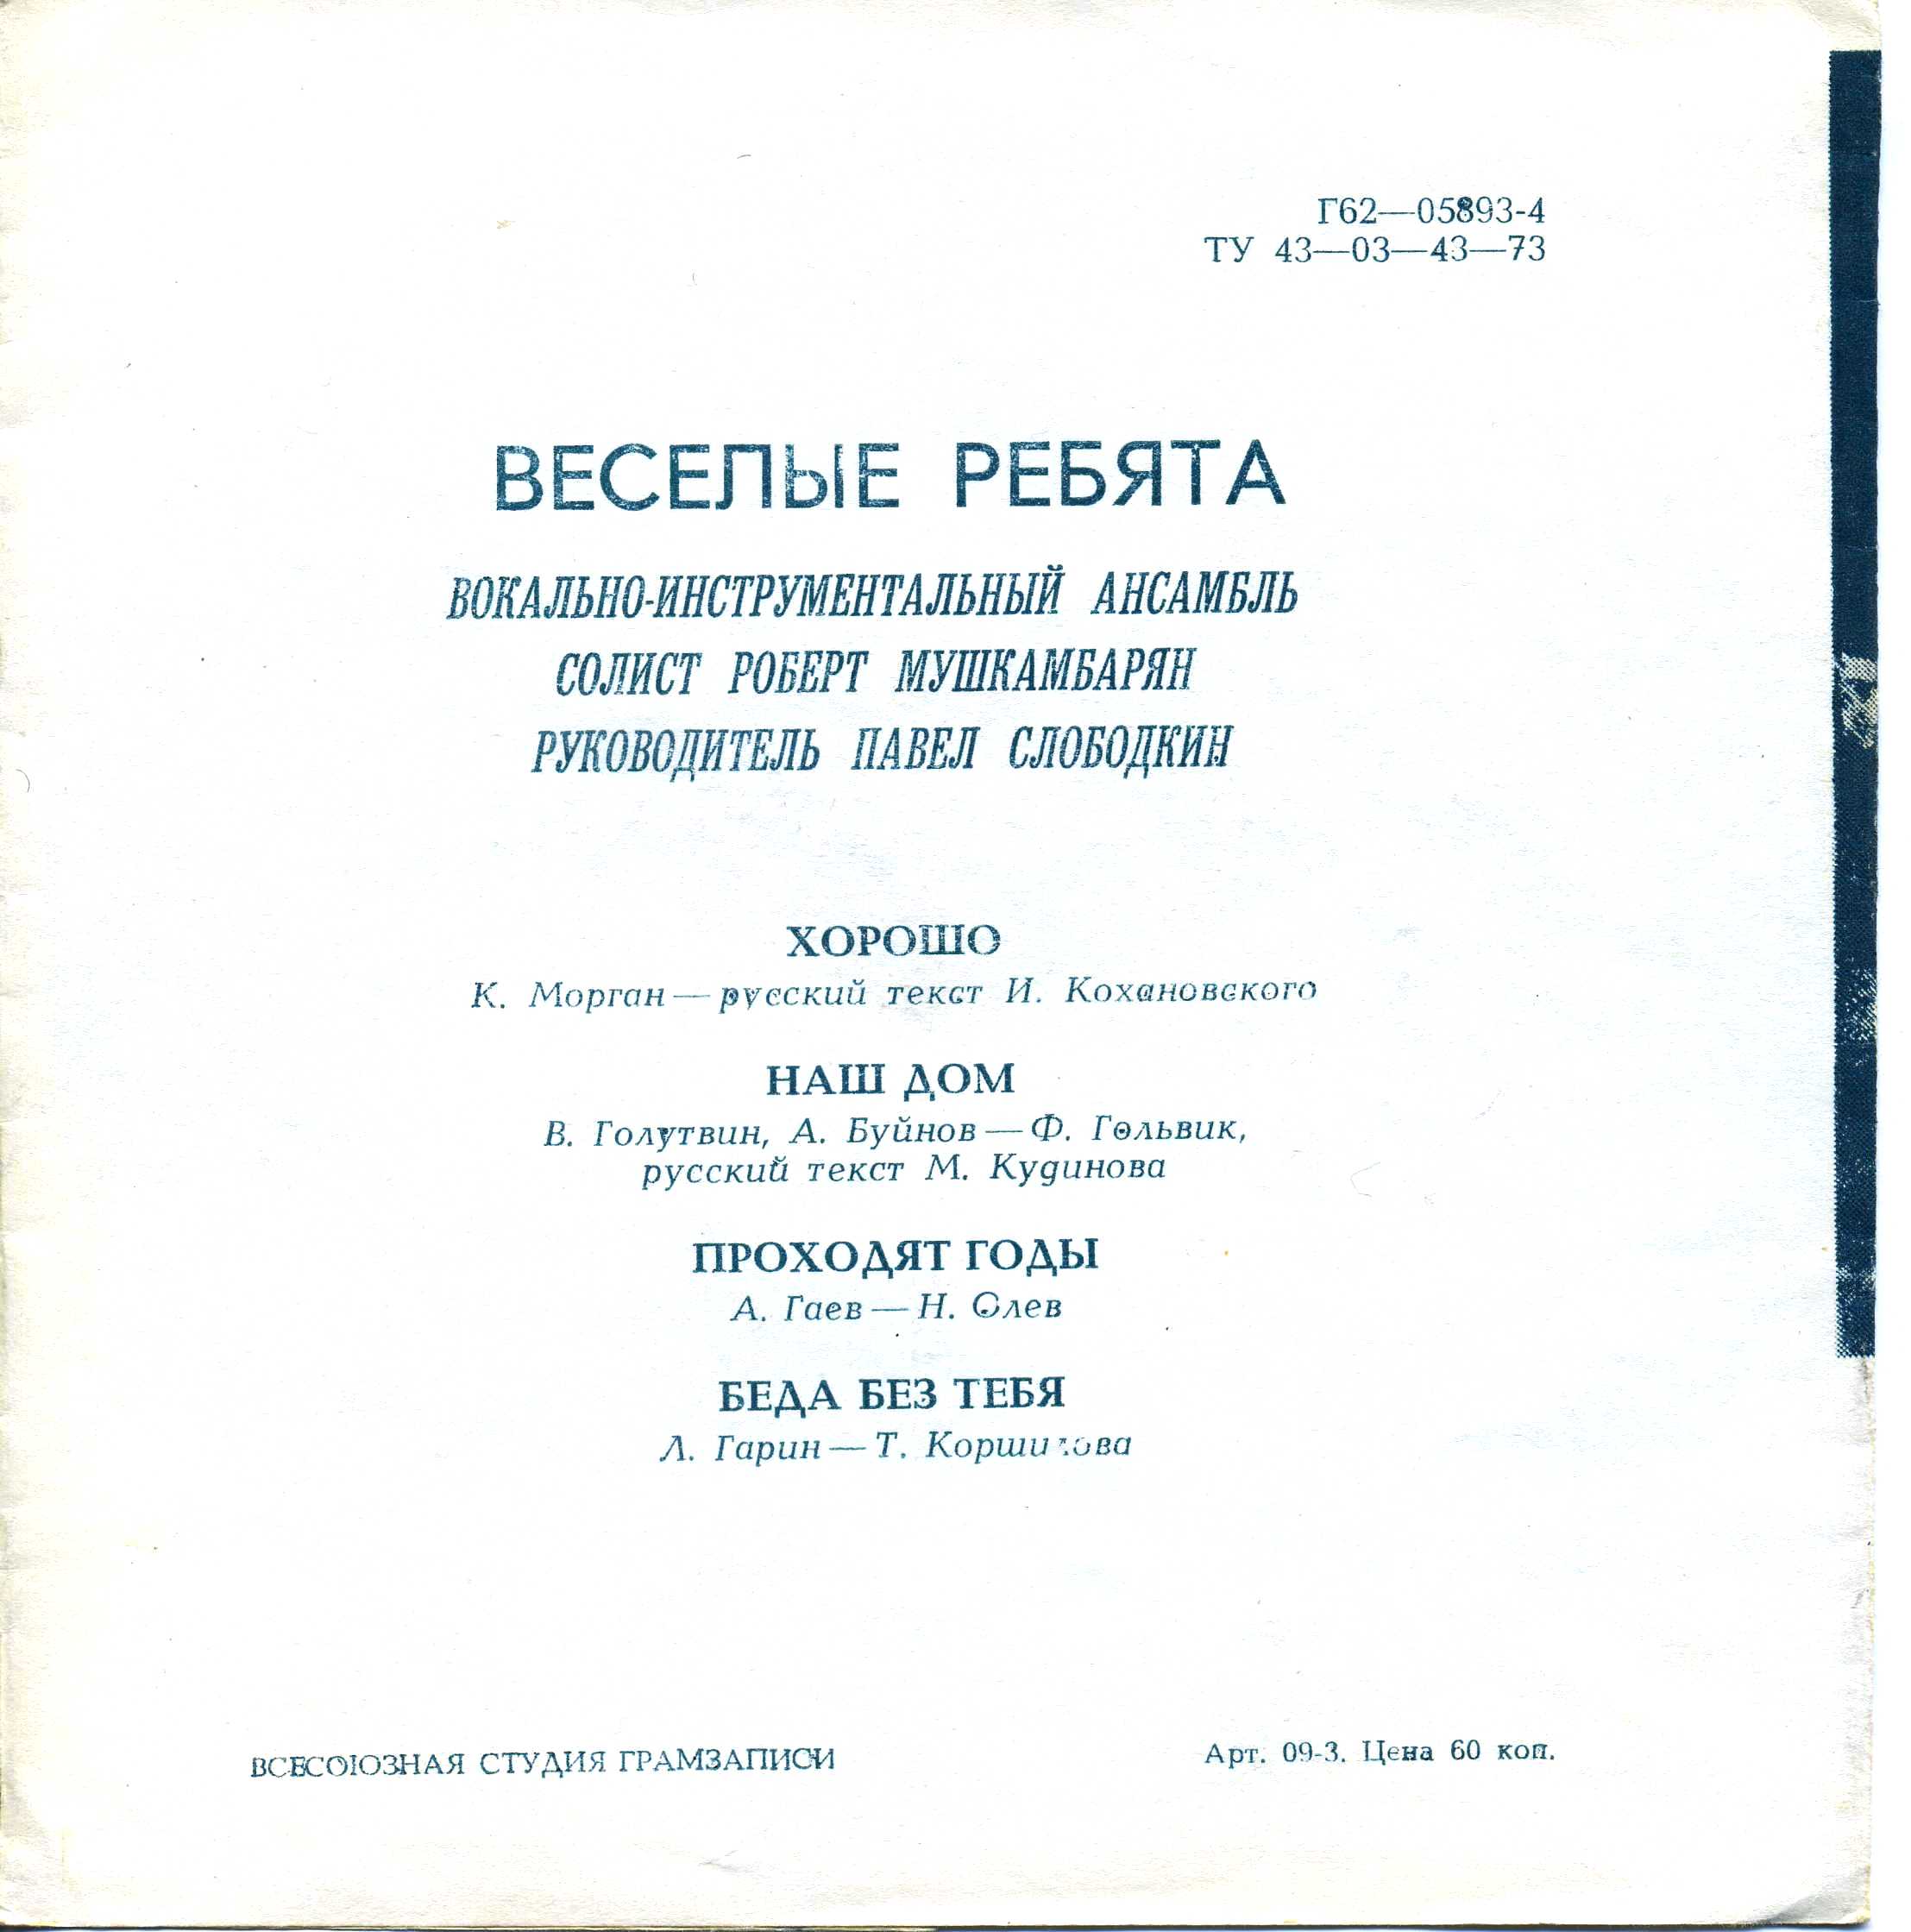 Г62—05893-4
ТУ 43—03—43—73
ВЕСЕЛЫЕ РЕБЯТА
ВОКАЛЬНО-ИНСТРУМЕНТАЛЬНЫЙ АНСАМБЛЬ
СОЛИСТ РОБЕРТ МУШКАМБАРЯН
РУКОВОДИТЕЛЬ ПАВЕЛ СЛОБОДКИН
ХОРОШО
К. Морган — русский текст И. Кохановского
НАШ ДОМ
В. Голутвин, А. Буйнов — Ф. Гольвик,
русский текст М. Кудинова
ПРОХОДЯТ ГОДЫ
А. Гаев — Н. Олев
БЕДА БЕЗ ТЕБЯ
Л. Гарин — Т.
ВСЕСОЮЗНАЯ СТУДИЯ ГРАМЗАПИСИ
Арт. 09-3. Цена 60 коп.